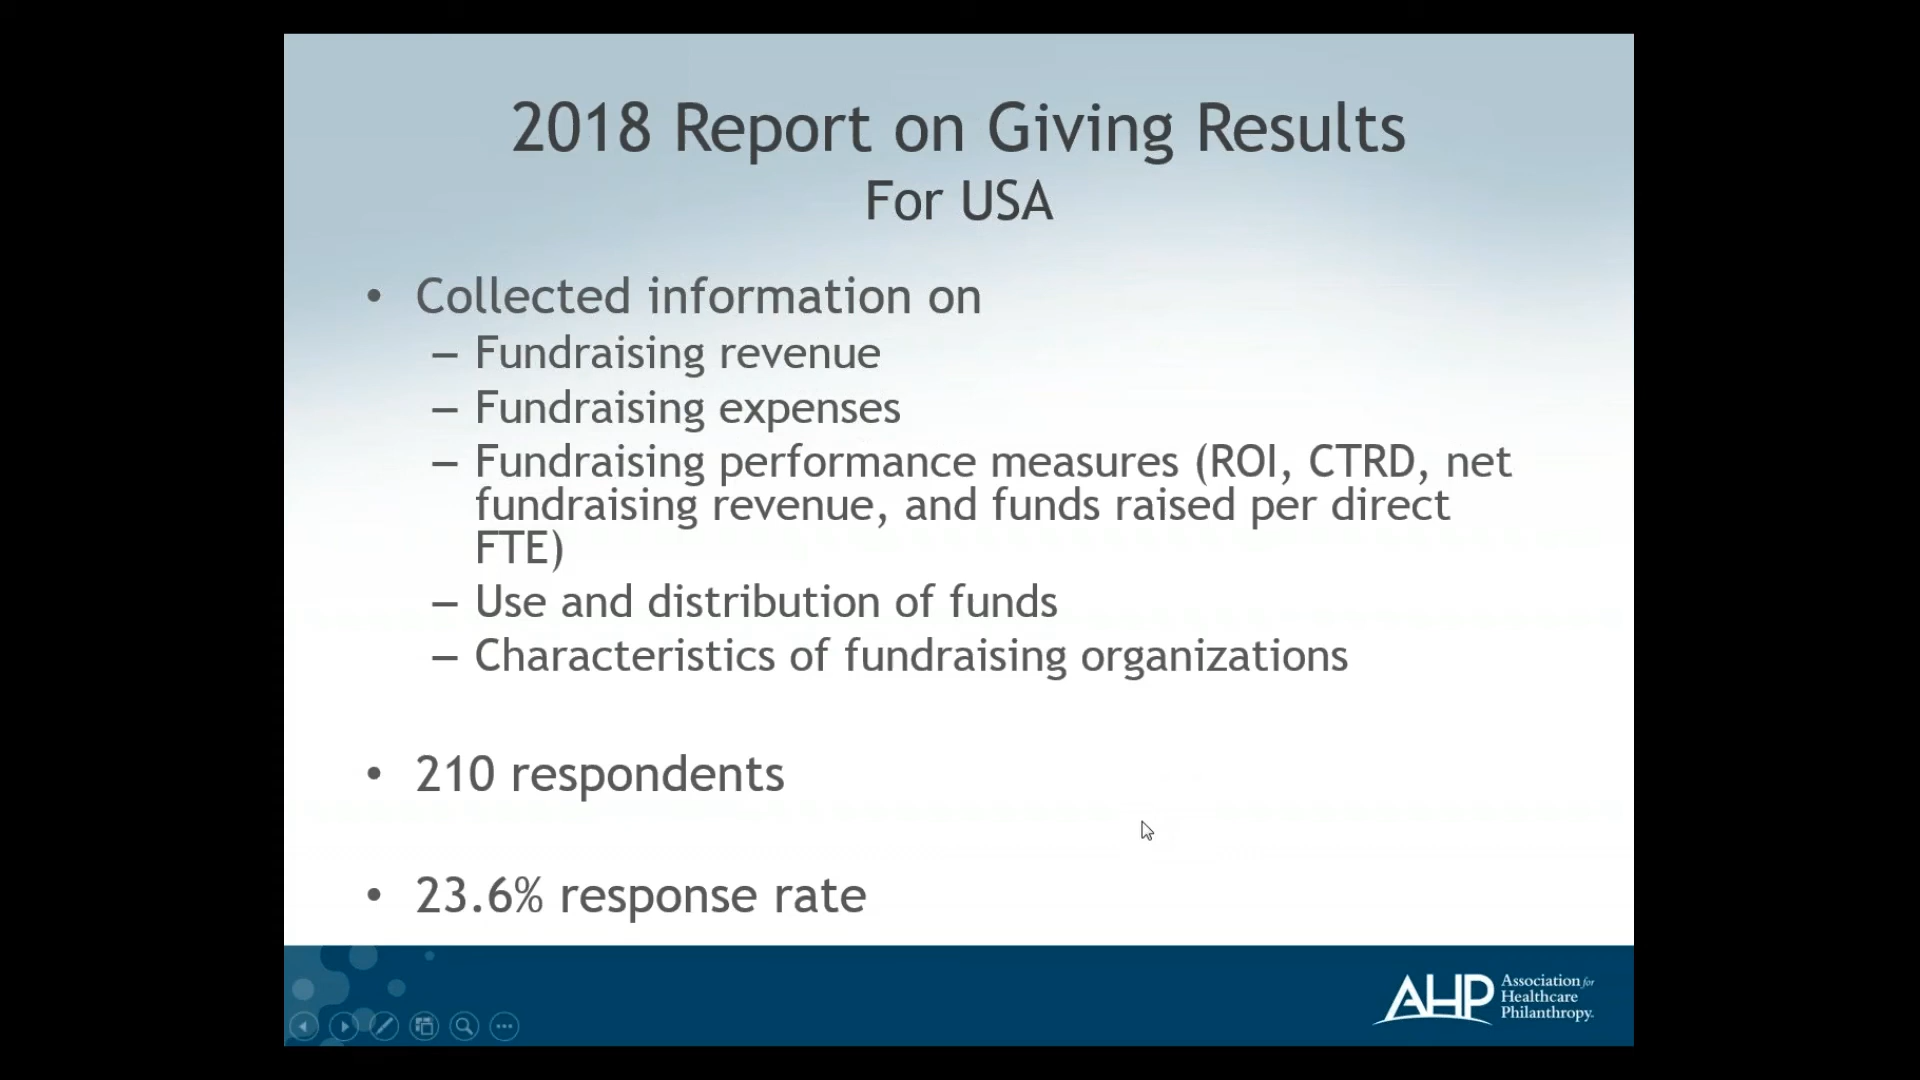 2018 Report on Giving Results
For USA
• Collected information on
– Fundraising revenue
– Fundraising expenses
– Fundraising performance measures (ROI, CTRD, net
fundraising revenue, and funds raised per direct
FTE)
– Use and distribution of funds
– Characteristics of fundraising organizations
• 210 respondents
• 23.6% response rate
AHP
Association for
Healthcare
Philanthropy.